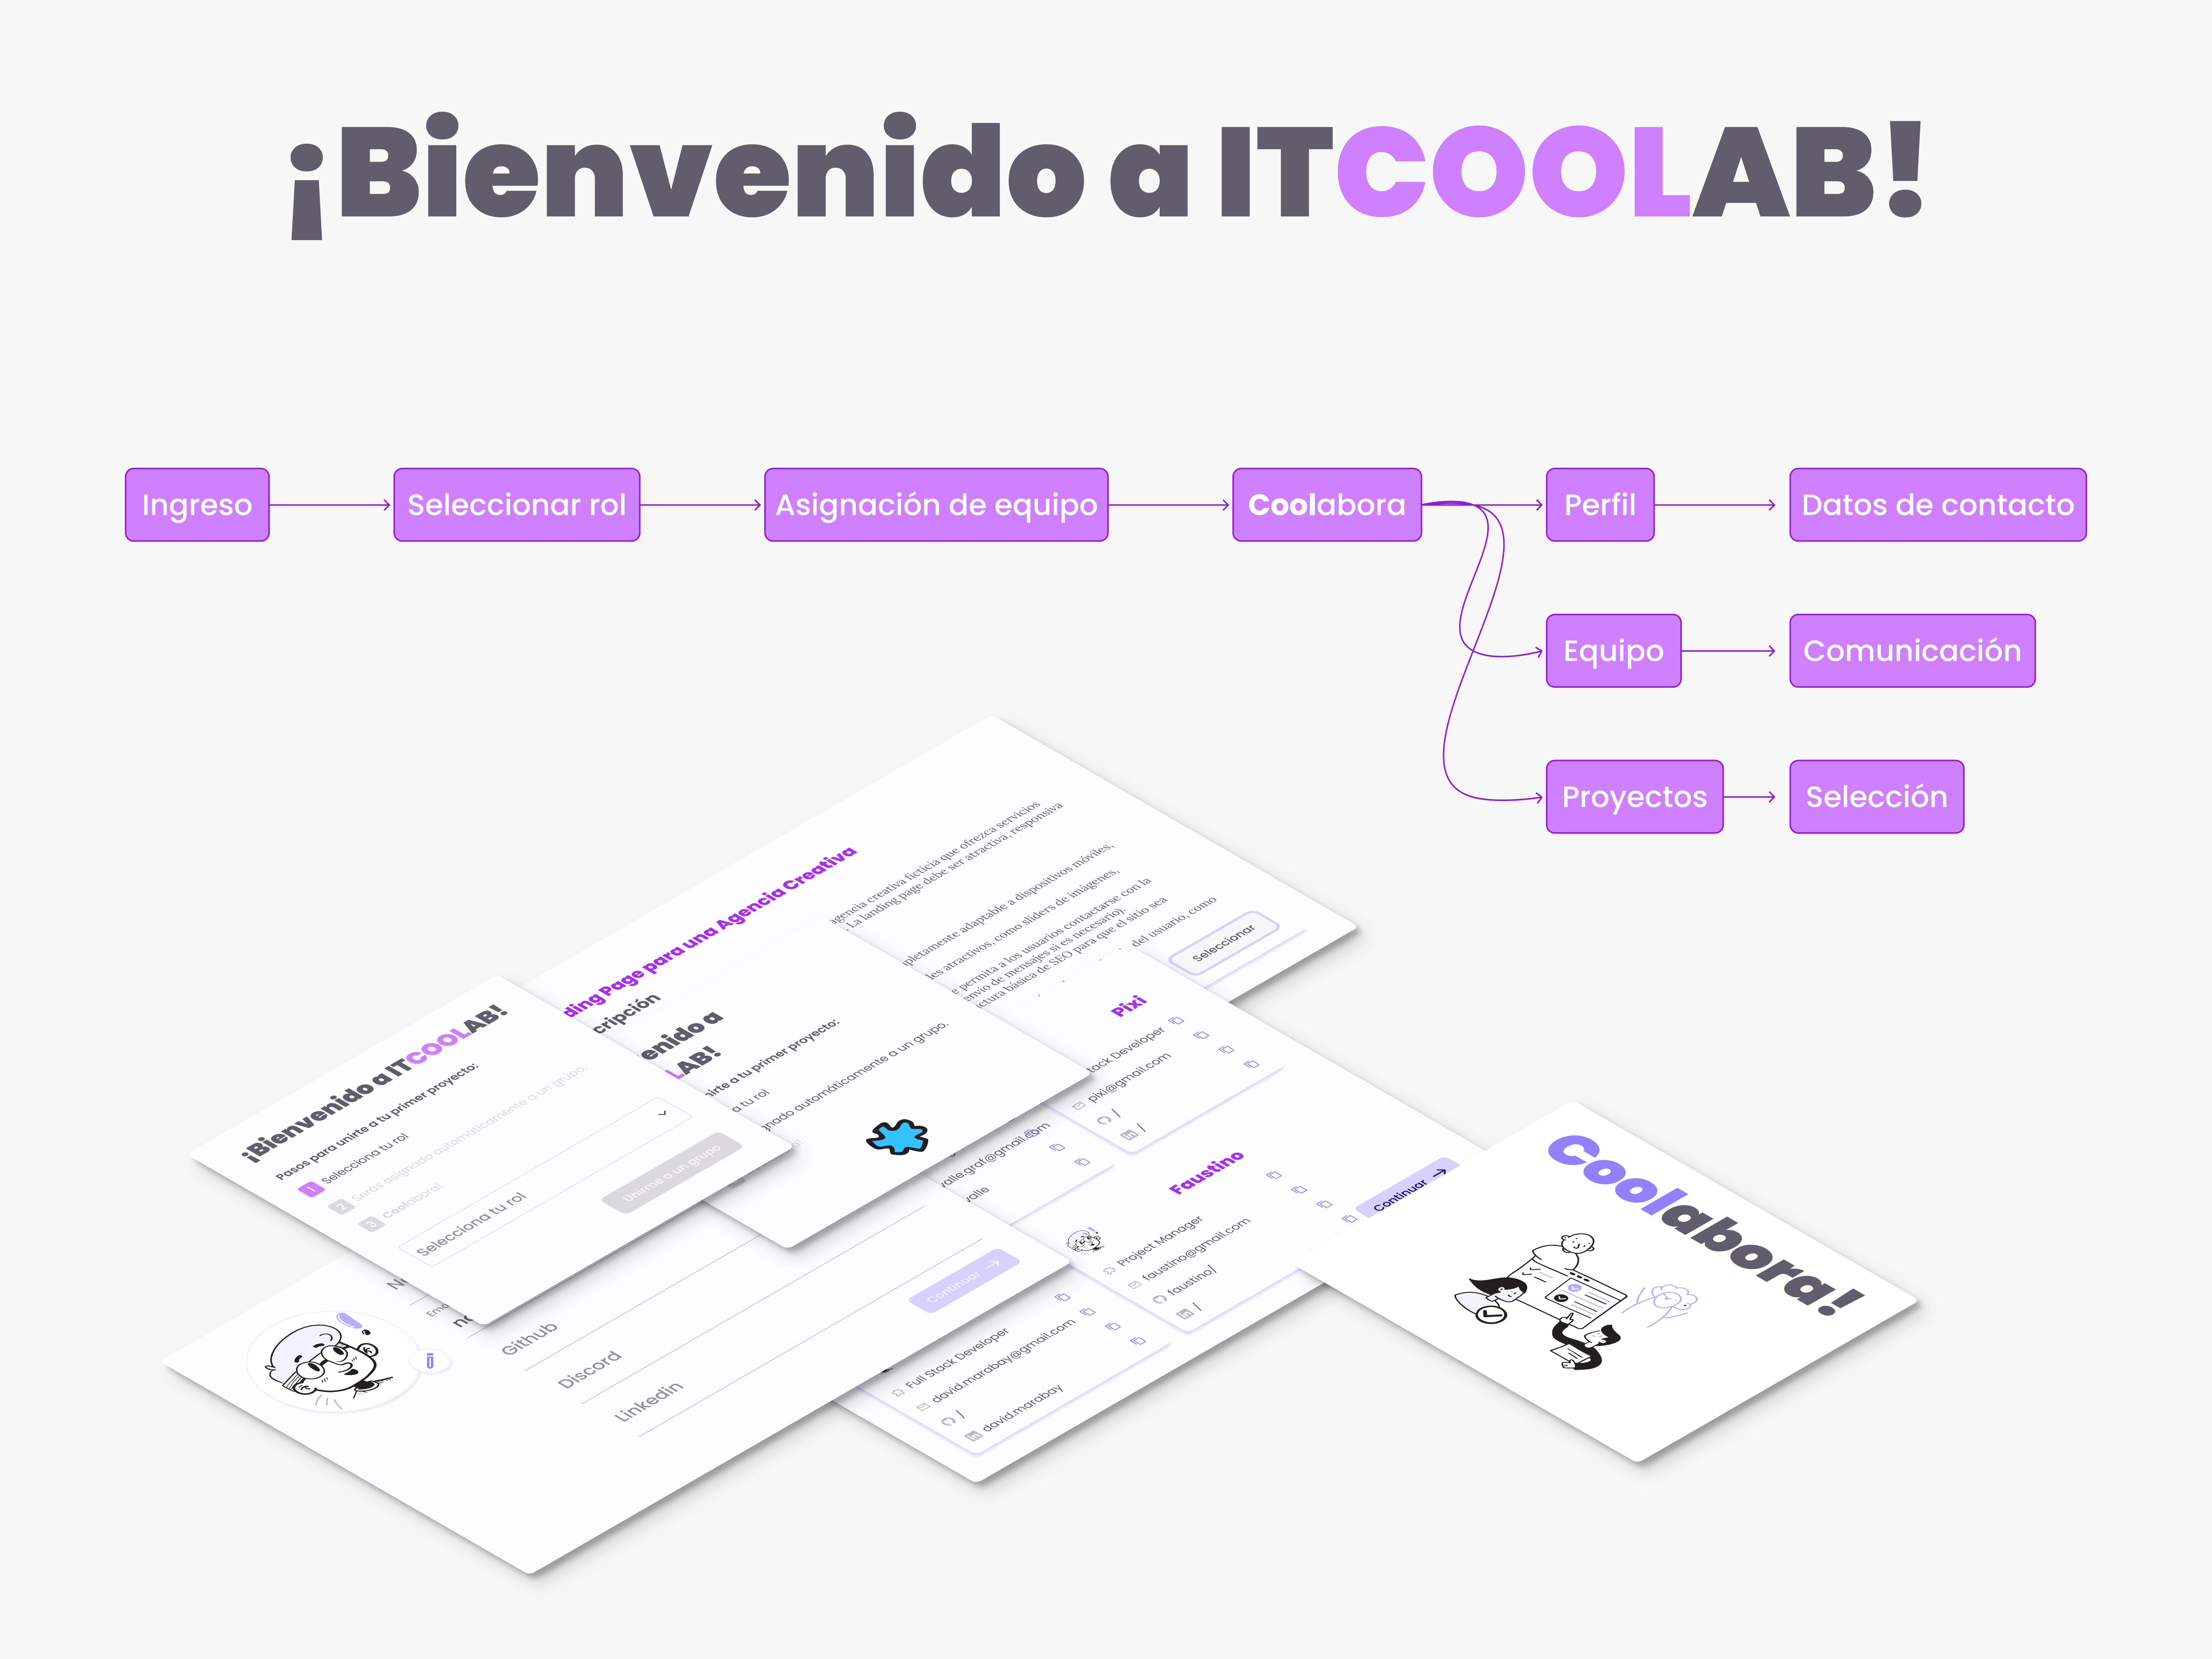 ¡Bienvenido a ITCOOLAB!
Ingreso
Seleccionar rol
Asignación de equipo
Coolabora
Perfil
Datos de contacto
Equipo
Comunicación
Proyectos
Selección
ding Page para una Agencia Creativa
cripción
agencia creativa ficticia que ofrezca servicios
. La landing page debe ser atractiva, responsiva
pletamente adaptable a dispositivos móviles,
les atractivos, como sliders de imágenes,
e permita a los usuarios contactarse con la
envío de mensajes si es necesario).
uctura básica de SEO para que el sitio sea
del usuario, como
Seleccionar
¡Bienvenido a ITCOOLAB!
Pasos para unirte a tu primer proyecto:
1 Selecciona tu rol
2 Serás asignado automáticamente a un grupo.
3 Coolabora!
Selecciona tu rol
Unirme a un grupo
enido a
LAB!
nirte a tu primer proyecto:
a tu rol
gnado automáticamente a un grupo.
Pixi
tack Developer
pixi@gmail.com
/
/
valle.graf@gmail.com
valle
Faustino
Project Manager
faustino@gmail.com
faustino/
/
Continuar
Full Stack Developer
david.marabay@gmail.com
/
david.marabay
Github
Discord
Linkedin
Continuar
Coolabora!